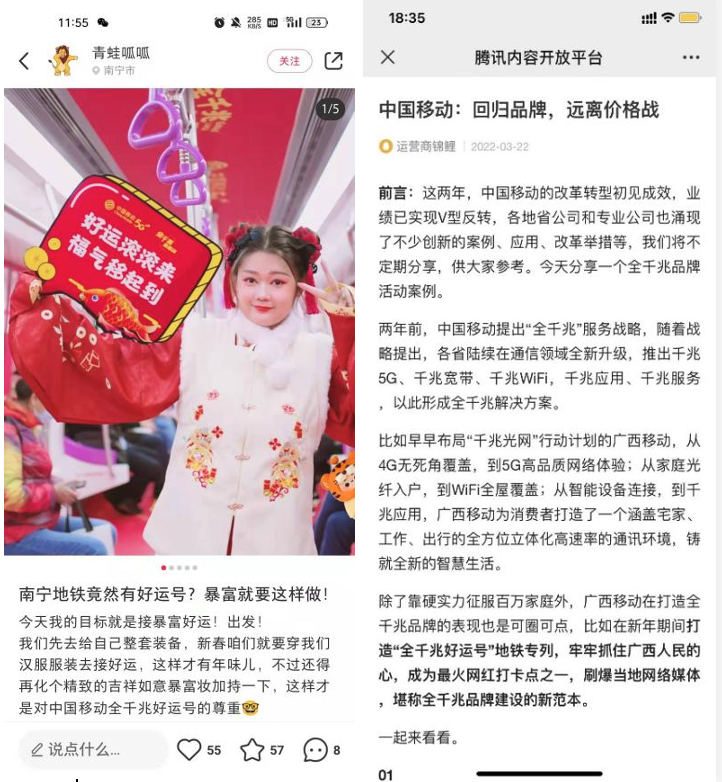 11:55
285
KB/S
HD
5G
23
青蛙呱呱
南宁市
关注
1/5
中国移动
5G
好运滚滚来
福气移起到
南宁地铁竟然有好运号？暴富就要这样做！
今天我的目标就是接暴富好运！出发！
我们先去给自己整套装备，新春咱们就要穿我们
汉服服装去接好运，这样才有年味儿，不过还得
再化个精致的吉祥如意暴富妆加持一下，这样才
是对中国移动全千兆好运号的尊重🤓
说点什么...
55
57
8
18:35
腾讯内容开放平台
中国移动：回归品牌，远离价格战
运营商锦鲤
2022-03-22
前言：这两年，中国移动的改革转型初见成效，业
绩已实现V型反转，各地省公司和专业公司也涌现
了不少创新的案例、应用、改革举措等，我们将不
定期分享，供大家参考。今天分享一个全千兆品牌
活动案例。
两年前，中国移动提出“全千兆”服务战略，随着战
略提出，各省陆续在通信领域全新升级，推出千兆
5G、千兆宽带、千兆WiFi，千兆应用、千兆服务
，以此形成全千兆解决方案。
比如早早布局“千兆光网”行动计划的广西移动，从
4G无死角覆盖，到5G高品质网络体验；从家庭光
纤入户，到WiFi全屋覆盖；从智能设备连接，到千
兆应用，广西移动为消费者打造了一个涵盖宅家、
工作、出行的全方位立体化高速率的通讯环境，铸
就全新的智慧生活。
除了靠硬实力征服百万家庭外，广西移动在打造全
千兆品牌的表现也是可圈可点，比如在新年期间打
造“全千兆好运号”地铁专列，牢牢抓住广西人民的
心，成为最火网红打卡点之一，刷爆当地网络媒体
，堪称全千兆品牌建设的新范本。
一起来看看。
01